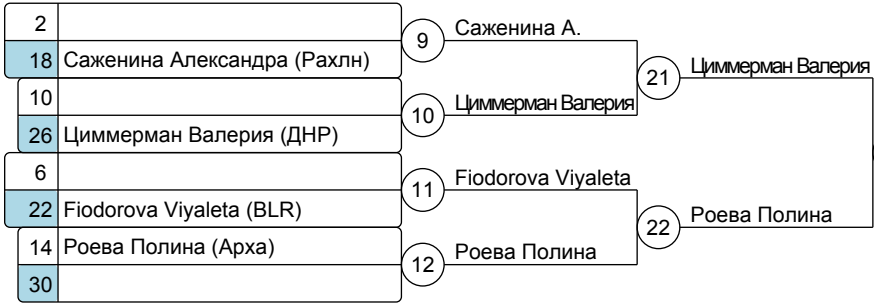 2
9
Саженина А.
18 Саженина Александра (Рахлн)
21
Циммерман Валерия
10
10
Циммерман Валерия
26 Циммерман Валерия (ДНР)
6
11
Fiodorova Viyaleta
22 Fiodorova Viyaleta (BLR)
22
Роева Полина
14 Роева Полина (Арха)
12
Роева Полина
30